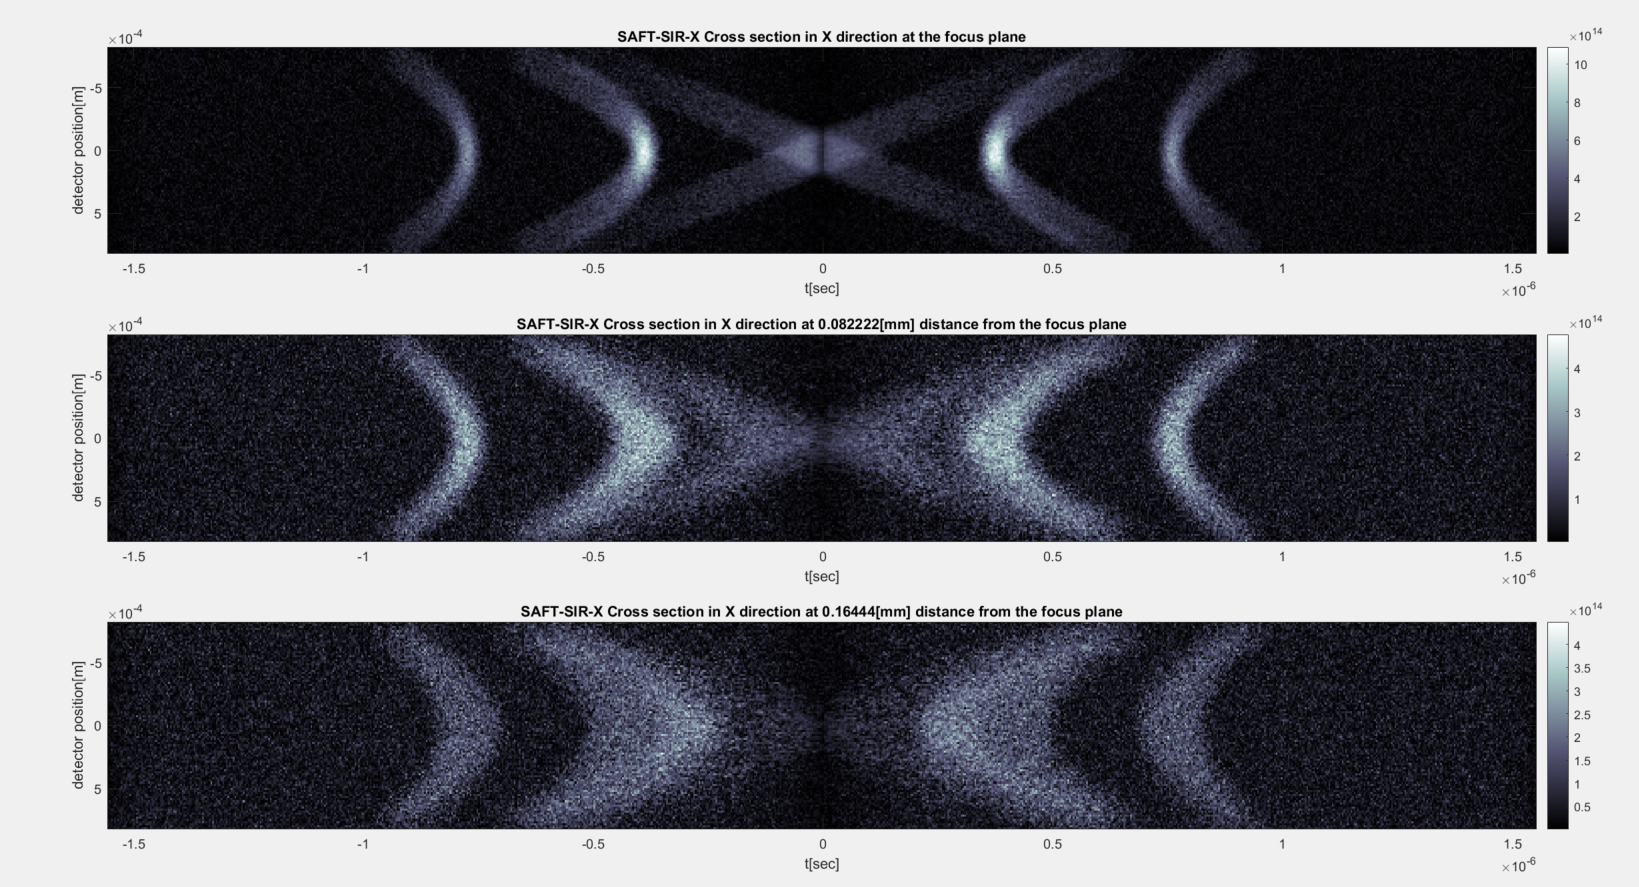 SAFT-SIR-X Cross section in X direction at the focus plane
×10-4
×10 14
-5
0
5
detector position[m]
10
8
6
4
2
-1.5 -1 -0.5 0 0.5 1 1.5
t[sec]
×10-6
SAFT-SIR-X Cross section in X direction at 0.082222[mm] distance from the focus plane
×10-4
×10 14
-5
0
5
detector position[m]
4
3
2
1
-1.5 -1 -0.5 0 0.5 1 1.5
t[sec]
×10-6
SAFT-SIR-X Cross section in X direction at 0.16444[mm] distance from the focus plane
×10-4
×10 14
-5
0
5
detector position[m]
4
3.5
3
2.5
2
1.5
1
0.5
-1.5 -1 -0.5 0 0.5 1 1.5
t[sec]
×10-6